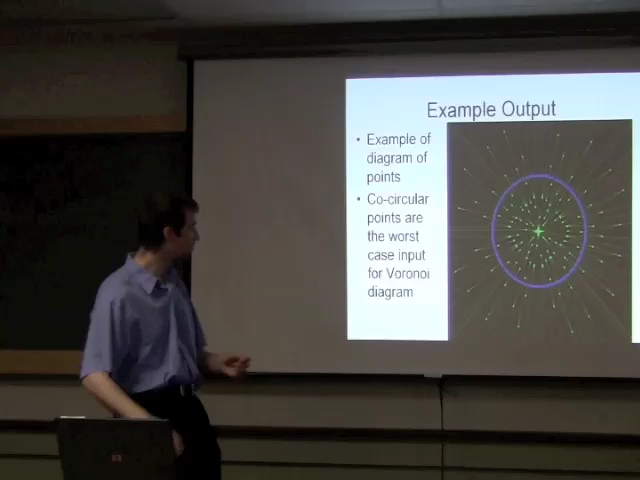 Example Output
• Example of
diagram of
points
• Co-circular
points are
the worst
case input
for Voronoi
diagram